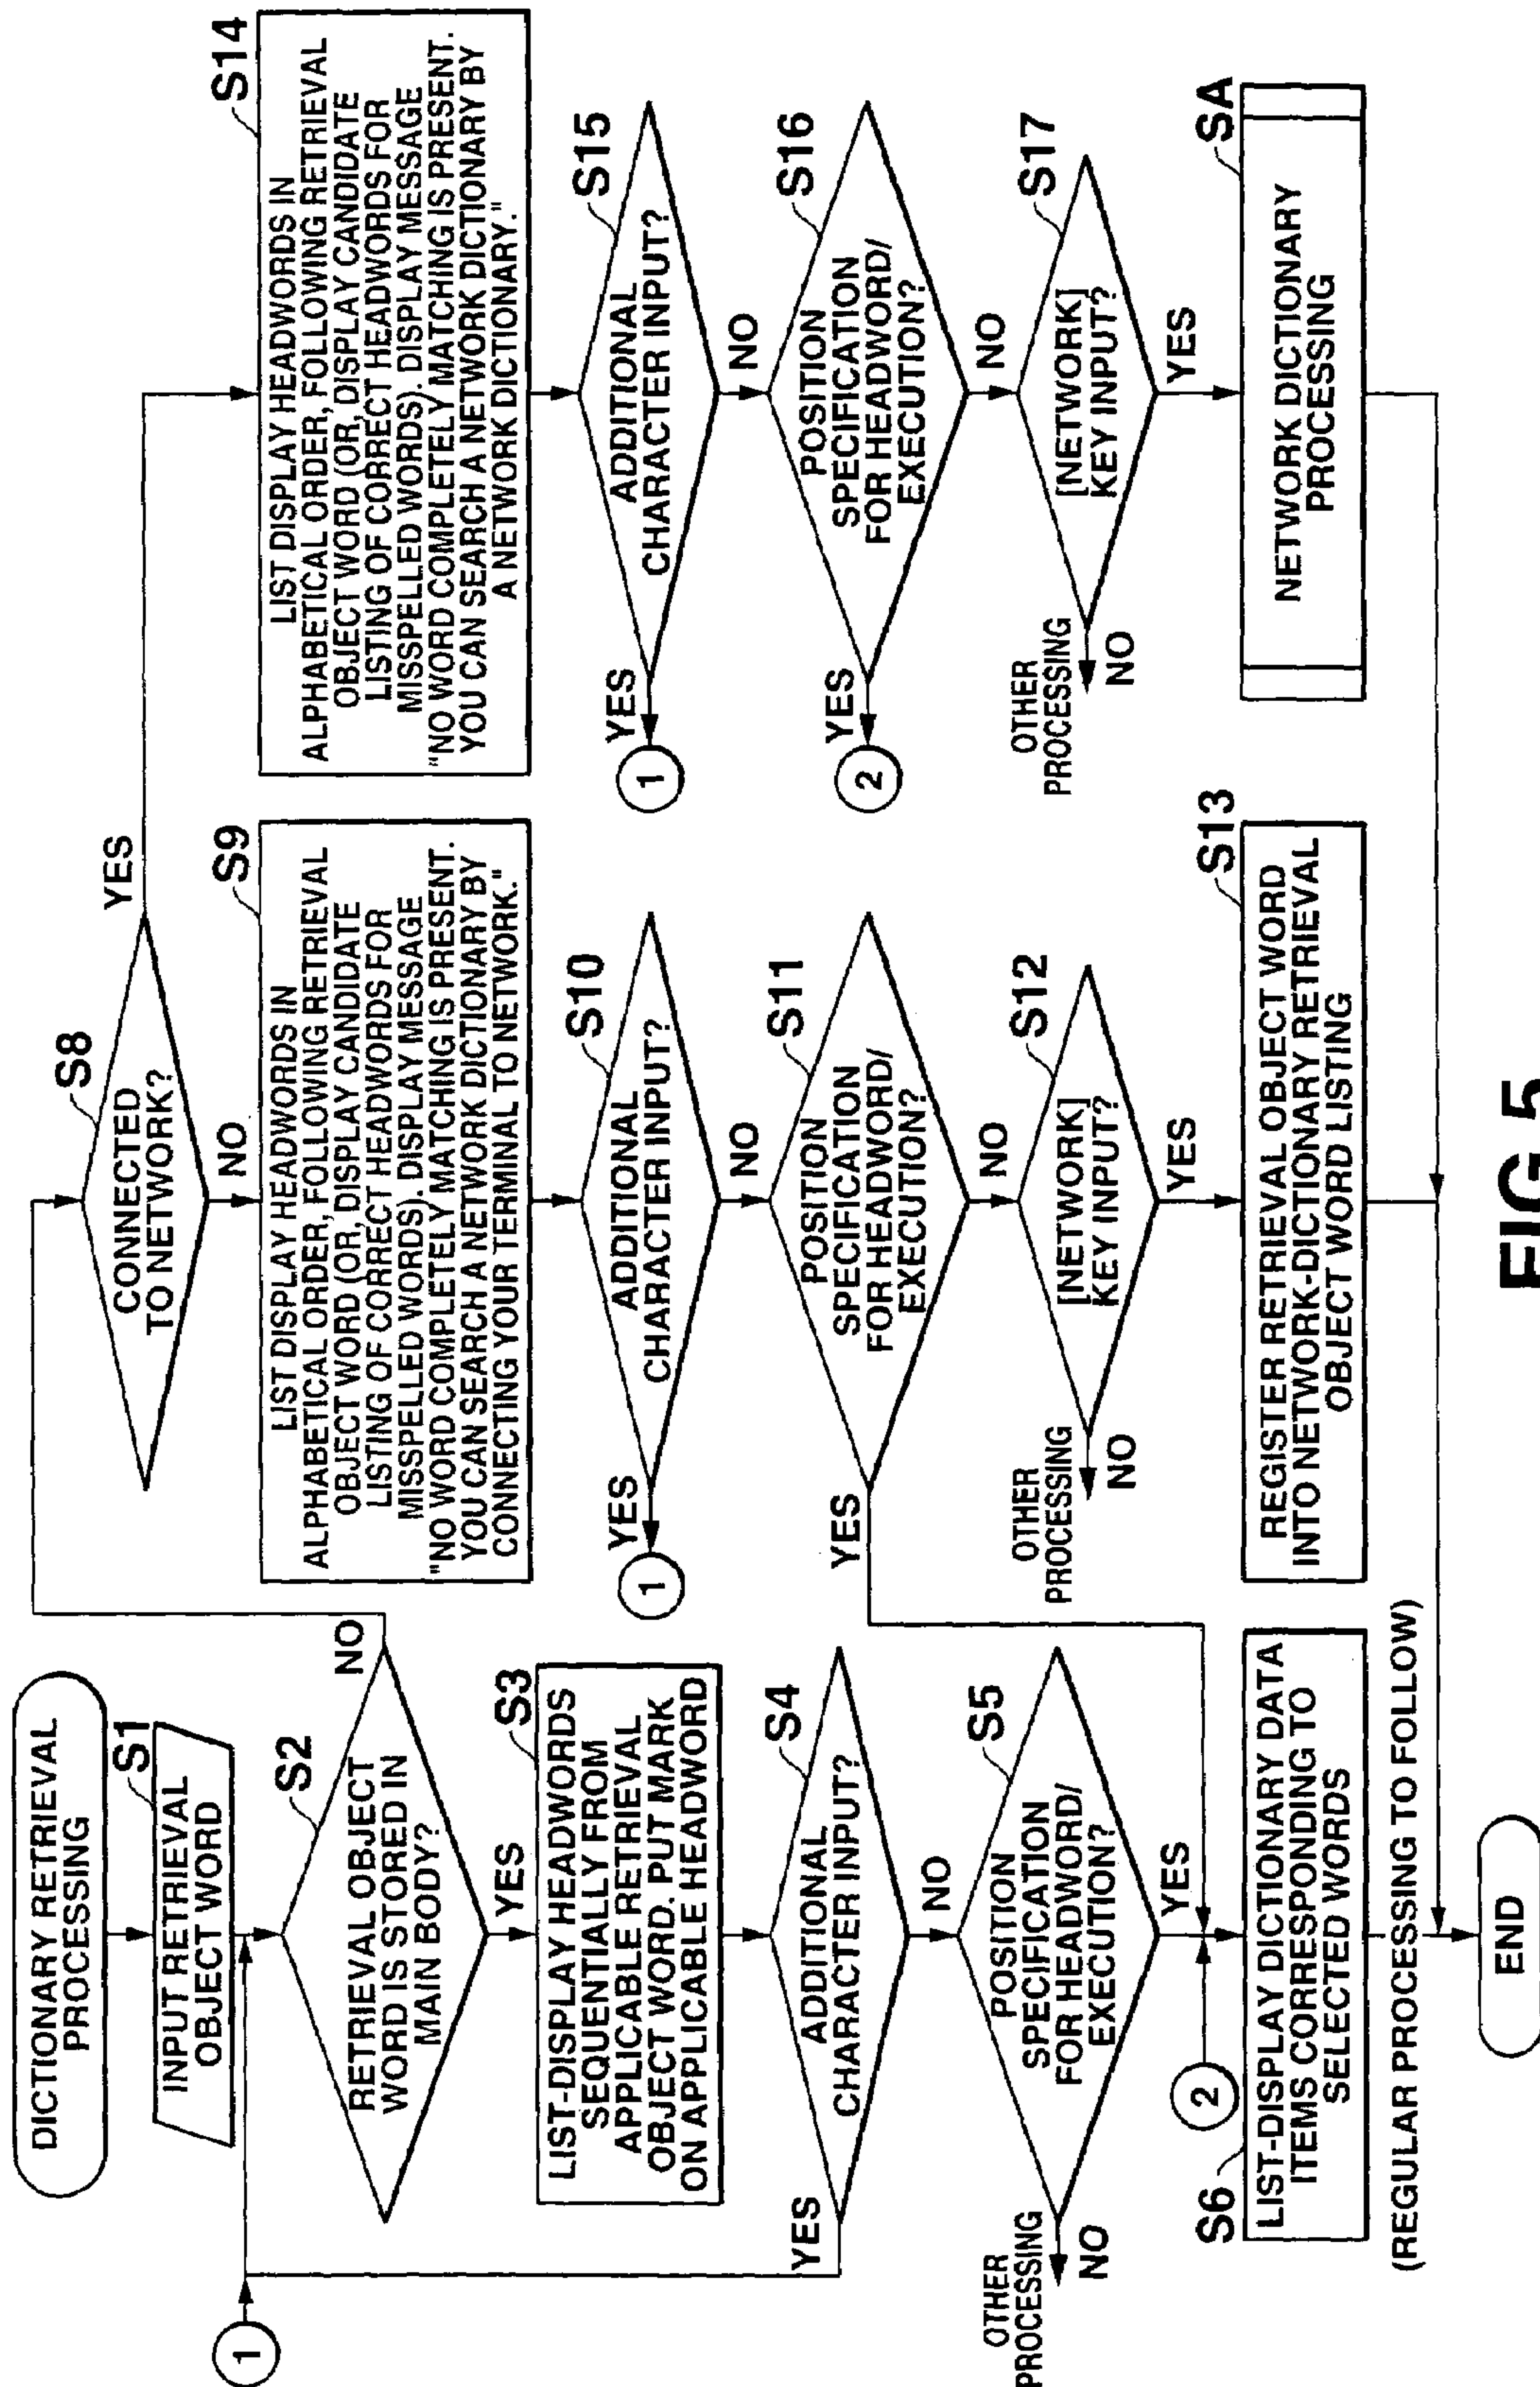 DICTIONARY RETRIEVAL
PROCESSING
S1
INPUT RETRIEVAL
OBJECT WORD
1
S2
RETRIEVAL OBJECT
WORD IS STORED IN
MAIN BODY?
NO
YES
S3
LIST-DISPLAY HEADWORDS
SEQUENTIALLY FROM
APPLICABLE RETRIEVAL
OBJECT WORD. PUT MARK
ON APPLICABLE HEADWORD
S4
ADDITIONAL
CHARACTER INPUT?
YES
NO
S5
POSITION
SPECIFICATION
FOR HEADWORD/
EXECUTION?
OTHER
PROCESSING
NO
YES
2
S6
LIST-DISPLAY DICTIONARY DATA
ITEMS CORRESPONDING TO
SELECTED WORDS
(REGULAR PROCESSING TO FOLLOW)
END
S8
CONNECTED
TO NETWORK?
YES
NO
S9
LIST DISPLAY HEADWORDS IN
ALPHABETICAL ORDER, FOLLOWING RETRIEVAL
OBJECT WORD (OR, DISPLAY CANDIDATE
LISTING OF CORRECT HEADWORDS FOR
MISSPELLED WORDS). DISPLAY MESSAGE
"NO WORD COMPLETELY MATCHING IS PRESENT.
YOU CAN SEARCH A NETWORK DICTIONARY BY
CONNECTING YOUR TERMINAL TO NETWORK."
S10
ADDITIONAL
CHARACTER INPUT?
YES
1
NO
S11
POSITION
SPECIFICATION
FOR HEADWORD/
EXECUTION?
YES
NO
S12
[NETWORK]
KEY INPUT?
OTHER
PROCESSING
NO
YES
S13
REGISTER RETRIEVAL OBJECT WORD
INTO NETWORK-DICTIONARY RETRIEVAL
OBJECT WORD LISTING
S14
LIST DISPLAY HEADWORDS IN
ALPHABETICAL ORDER, FOLLOWING RETRIEVAL
OBJECT WORD (OR, DISPLAY CANDIDATE
LISTING OF CORRECT HEADWORDS FOR
MISSPELLED WORDS). DISPLAY MESSAGE
"NO WORD COMPLETELY MATCHING IS PRESENT.
YOU CAN SEARCH A NETWORK DICTIONARY BY
A NETWORK DICTIONARY."
S15
ADDITIONAL
CHARACTER INPUT?
YES
1
NO
S16
POSITION
SPECIFICATION
FOR HEADWORD/
EXECUTION?
YES
2
NO
S17
[NETWORK]
KEY INPUT?
OTHER
PROCESSING
NO
YES
SA
NETWORK DICTIONARY
PROCESSING
FIG.5